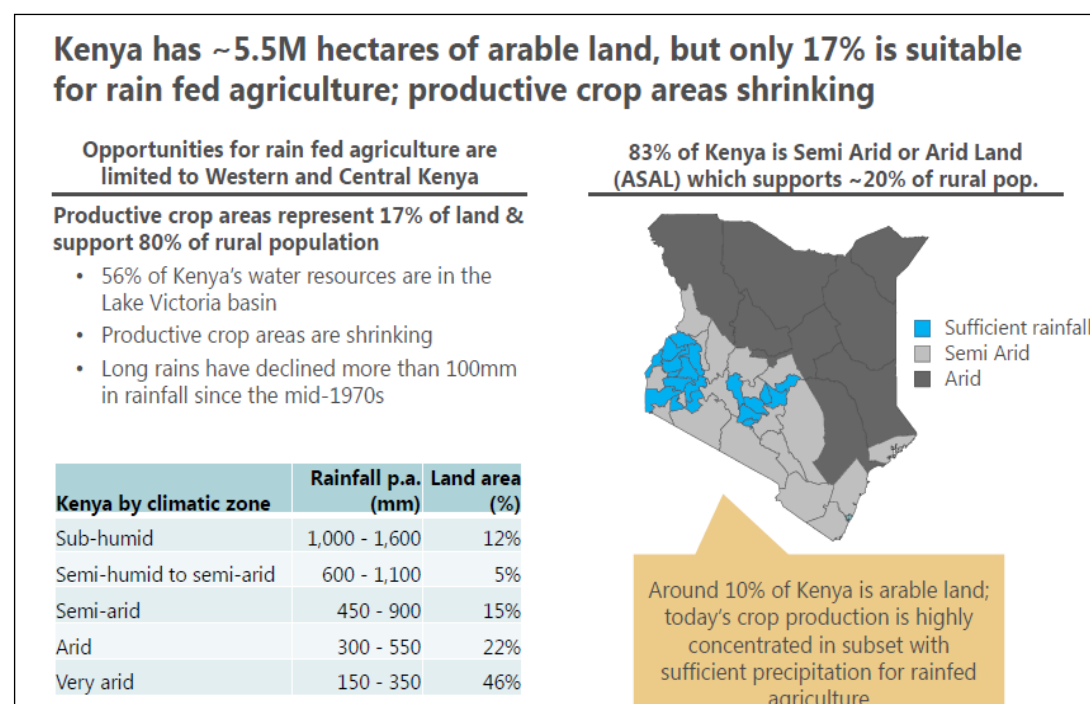 Kenya has ~5.5M hectares of arable land, but only 17% is suitable
for rain fed agriculture; productive crop areas shrinking
Opportunities for rain fed agriculture are
limited to Western and Central Kenya
Productive crop areas represent 17% of land &
support 80% of rural population
• 56% of Kenya's water resources are in the
Lake Victoria basin
• Productive crop areas are shrinking
• Long rains have declined more than 100mm
in rainfall since the mid-1970s
Kenya by climatic zone Rainfall p.a. (mm) Land area (%)
Sub-humid 1,000 - 1,600 12%
Semi-humid to semi-arid 600 - 1,100 5%
Semi-arid 450 - 900 15%
Arid 300 - 550 22%
Very arid 150 - 350 46%
83% of Kenya is Semi Arid or Arid Land
(ASAL) which supports ~20% of rural pop.
Sufficient rainfall
Semi Arid
Arid
Around 10% of Kenya is arable land;
today's crop production is highly
concentrated in subset with
sufficient precipitation for rainfed
agriculture